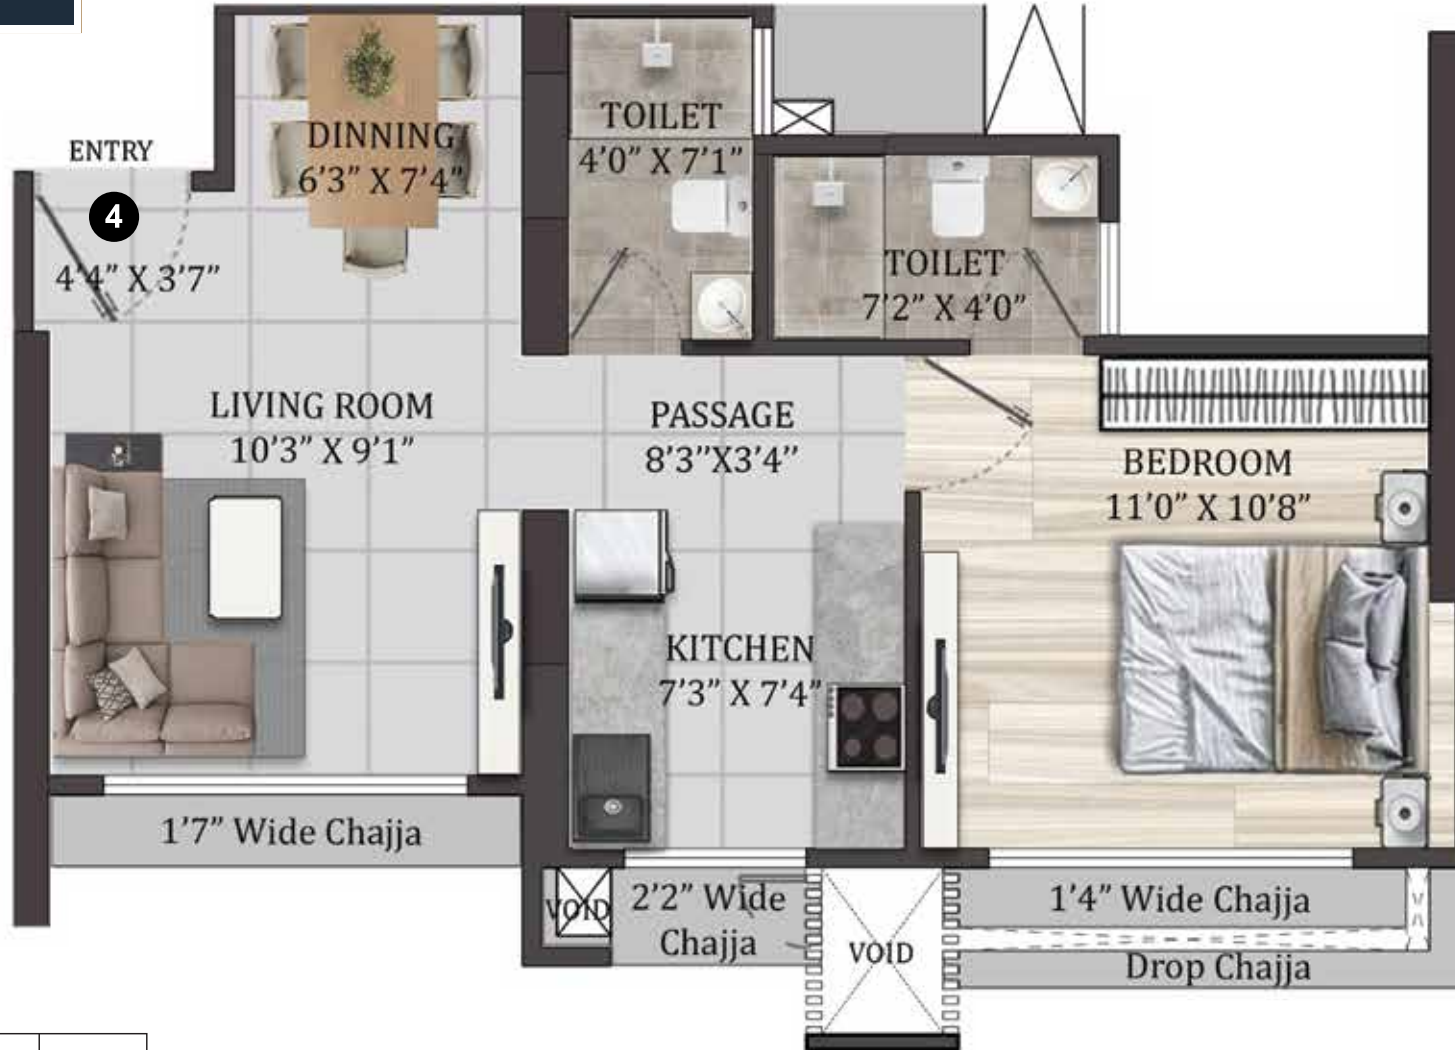 ENTRY
4
4'4" X 3'7"
DINNING
6'3" X 7'4"
TOILET
4'0" X 7'1"
TOILET
7'2" X 4'0"
LIVING ROOM
10'3" X 9'1"
PASSAGE
8'3"X3'4"
BEDROOM
11'0" X 10'8"
KITCHEN
7'3" X 7'4"
1'7" Wide Chajja
VOID
2'2" Wide
Chajja
VOID
1'4" Wide Chajja
Drop Chajja